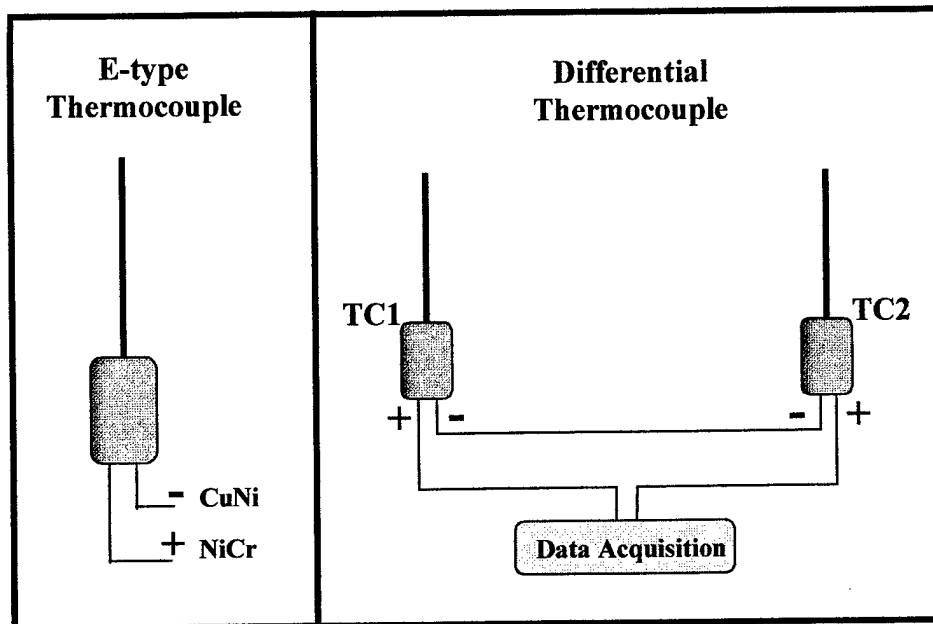 E-type
Thermocouple
- CuNi
+ NiCr
Differential
Thermocouple
TC1
TC2
+ -
- +
Data Acquisition